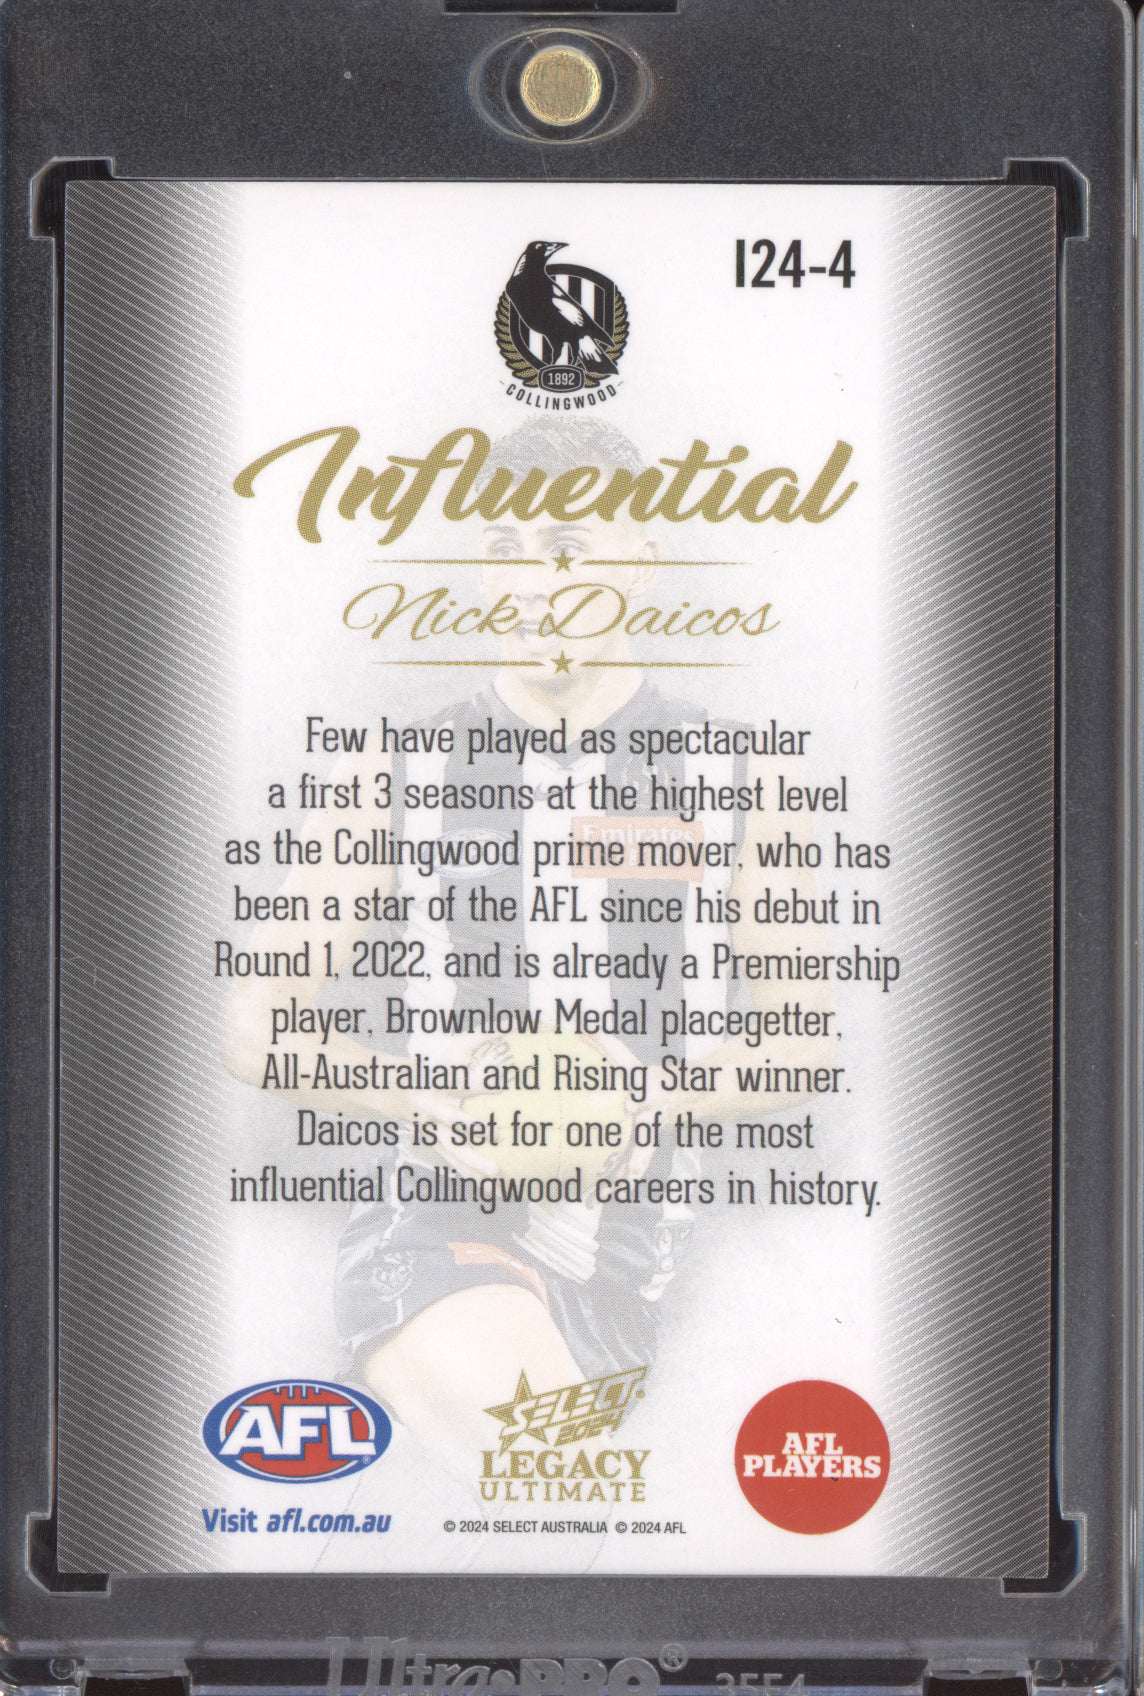 I24-4
1892
COLLINGWOOD
Influential
Nick Daicos
Few have played as spectacular
a first 3 seasons at the highest level
as the Collingwood prime mover, who has
been a star of the AFL since his debut in
Round 1, 2022, and is already a Premiership
player, Brownlow Medal placegetter,
All-Australian and Rising Star winner.
Daicos is set for one of the most
influential Collingwood careers in history.
Emirates
AFL
®
Visit afl.com.au
SELECT
2024
LEGACY
ULTIMATE
© 2024 SELECT AUSTRALIA © 2024 AFL
AFL
PLAYERS
Ultra•PRO®